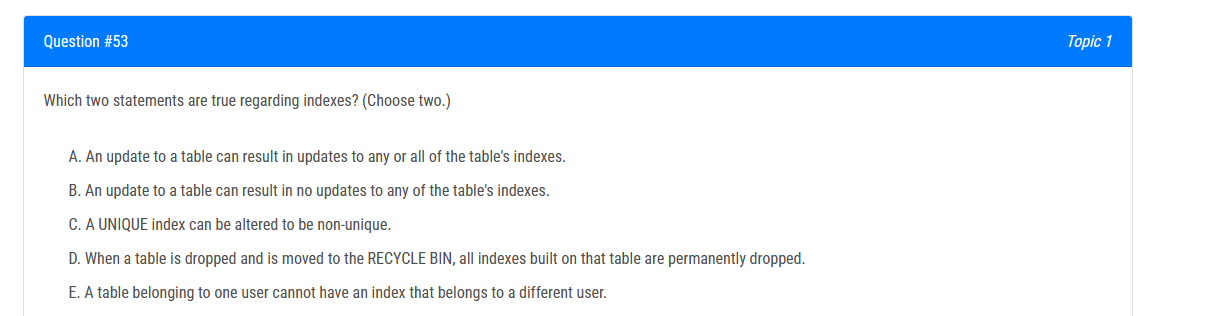 Question #53
Topic 1
Which two statements are true regarding indexes? (Choose two.)
A. An update to a table can result in updates to any or all of the table's indexes.
B. An update to a table can result in no updates to any of the table's indexes.
C. A UNIQUE index can be altered to be non-unique.
D. When a table is dropped and is moved to the RECYCLE BIN, all indexes built on that table are permanently dropped.
E. A table belonging to one user cannot have an index that belongs to a different user.